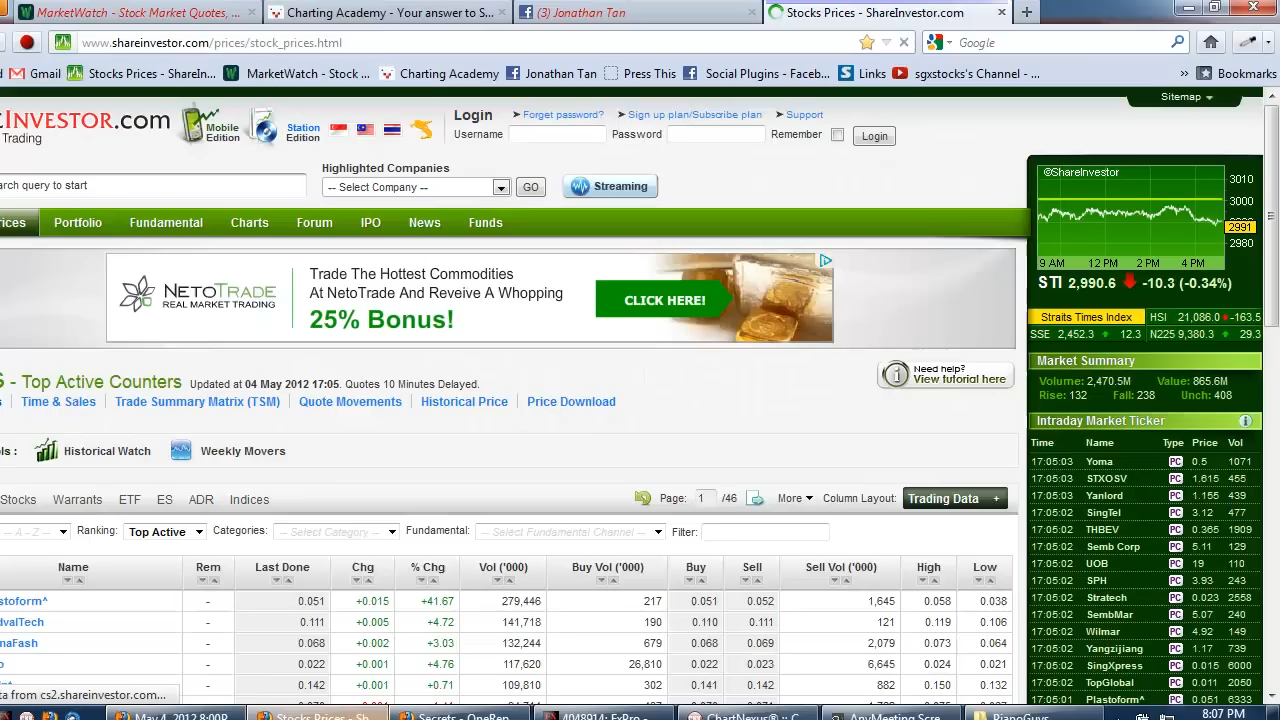 MarketWatch - Stock Market Quotes, ...
Charting Academy - Your answer to S...
(3) Jonathan Tan
Stocks Prices - ShareInvestor.com
www.shareinvestor.com/prices/stock_prices.html
Google
Gmail
Stocks Prices - ShareIn...
MarketWatch - Stock ...
Charting Academy
Jonathan Tan
Press This
Social Plugins - Faceb...
Links
sgxstocks's Channel - ...
Bookmarks
Sitemap
INVESTOR.com
Trading
Mobile Edition
Station Edition
Login
Forget password?
Sign up plan/Subscribe plan
Support
Username
Password
Remember
Login
Highlighted Companies
arch query to start
-- Select Company --
GO
Streaming
rices
Portfolio
Fundamental
Charts
Forum
IPO
News
Funds
©ShareInvestor
3010
3000
2991
2980
9 AM 12 PM 2 PM 4 PM
STI 2,990.6 -10.3 (-0.34%)
Straits Times Index HSI 21,086.0 -163.5
SSE 2,452.3 12.3 N225 9,380.3 29.3
NETOTRADE
REAL MARKET TRADING
Trade The Hottest Commodities
At NetoTrade And Reveive A Whopping
25% Bonus!
CLICK HERE!
Market Summary
Volume: 2,470.5M Value: 865.6M
Rise: 132 Fall: 238 Unch: 408
S - Top Active Counters Updated at 04 May 2012 17:05. Quotes 10 Minutes Delayed.
Need help?
View tutorial here
s Time & Sales Trade Summary Matrix (TSM) Quote Movements Historical Price Price Download
ols : Historical Watch Weekly Movers
Stocks Warrants ETF ES ADR Indices
Page: 1 /46 More Column Layout: Trading Data +
-- A - Z -- Ranking: Top Active Categories: -- Select Category -- Fundamental: -- Select Fundamental Channel -- Filter:
Name Rem Last Done Chg % Chg Vol ('000) Buy Vol ('000) Buy Sell Sell Vol ('000) High Low
stoform^ - 0.051 +0.015 +41.67 279,446 217 0.051 0.052 1,645 0.058 0.038
dvalTech - 0.111 +0.005 +4.72 141,720 190 0.110 0.111 121 0.119 0.106
naFash - 0.068 +0.002 +3.03 132,244 679 0.068 0.069 2,079 0.073 0.064
o - 0.022 +0.001 +4.76 117,620 26,810 0.022 0.023 6,645 0.024 0.021
- 0.142 +0.001 +0.71 109,810 302 0.141 0.142 882 0.150 0.132
Intraday Market Ticker
Time Name Type Price Vol
17:05:03 Yoma PC 0.5 1071
17:05:03 STXOSV PC 1.615 455
17:05:03 Yanlord PC 1.155 439
17:05:02 SingTel PC 3.12 477
17:05:02 THBEV PC 0.365 1909
17:05:02 Semb Corp PC 5.11 129
17:05:02 UOB PC 19 110
17:05:02 SPH PC 3.93 243
17:05:02 Stratech PC 0.023 2558
17:05:02 SembMar PC 5.07 240
17:05:02 Wilmar PC 4.92 149
17:05:02 Yangzijiang PC 1.17 739
17:05:02 SingXpress PC 0.015 6000
17:05:02 TopGlobal PC 0.011 2050
17:05:02 Plastoform^ PC 0.051 6333
ta from cs2.shareinvestor.com...
May 4, 2012 8:00P...
Stocks Prices - Sh...
Secrets - OneRep...
4048914: FxPro - ...
ChartNexus® :: C...
AnyMeeting Scre...
PianoGuys
8:07 PM